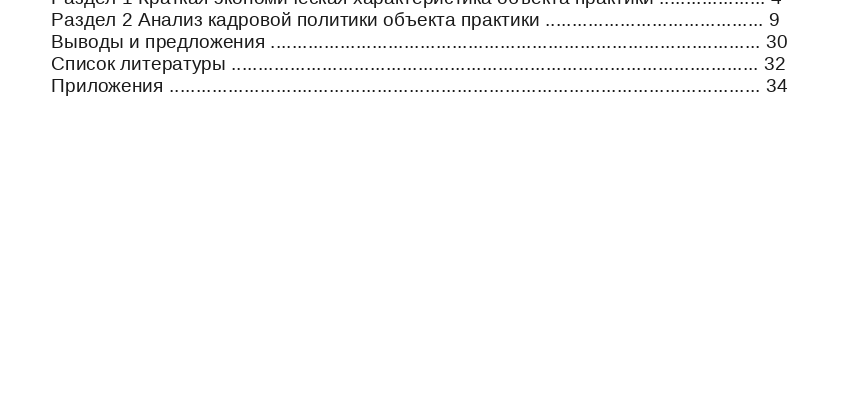 Раздел 1 Краткая экономическая характеристика объекта практики .................... 4
Раздел 2 Анализ кадровой политики объекта практики ......................................... 9
Выводы и предложения ............................................................................................ 30
Список литературы ................................................................................................... 32
Приложения ............................................................................................................... 34